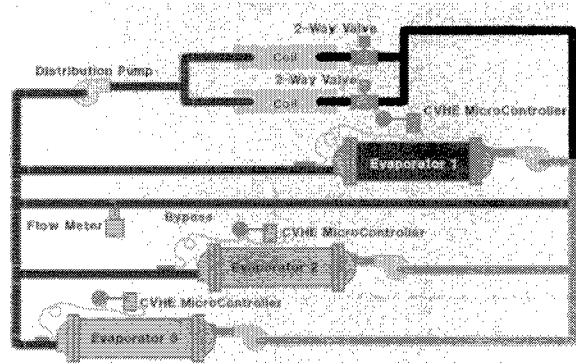 2-Way Valve
Coil
Distribution Pump
2-Way Valve
Coil
CVHE MicroController
Evaporator 1
Flow Meter
Bypass
CVHE MicroController
Evaporator 2
CVHE MicroController
Evaporator 3